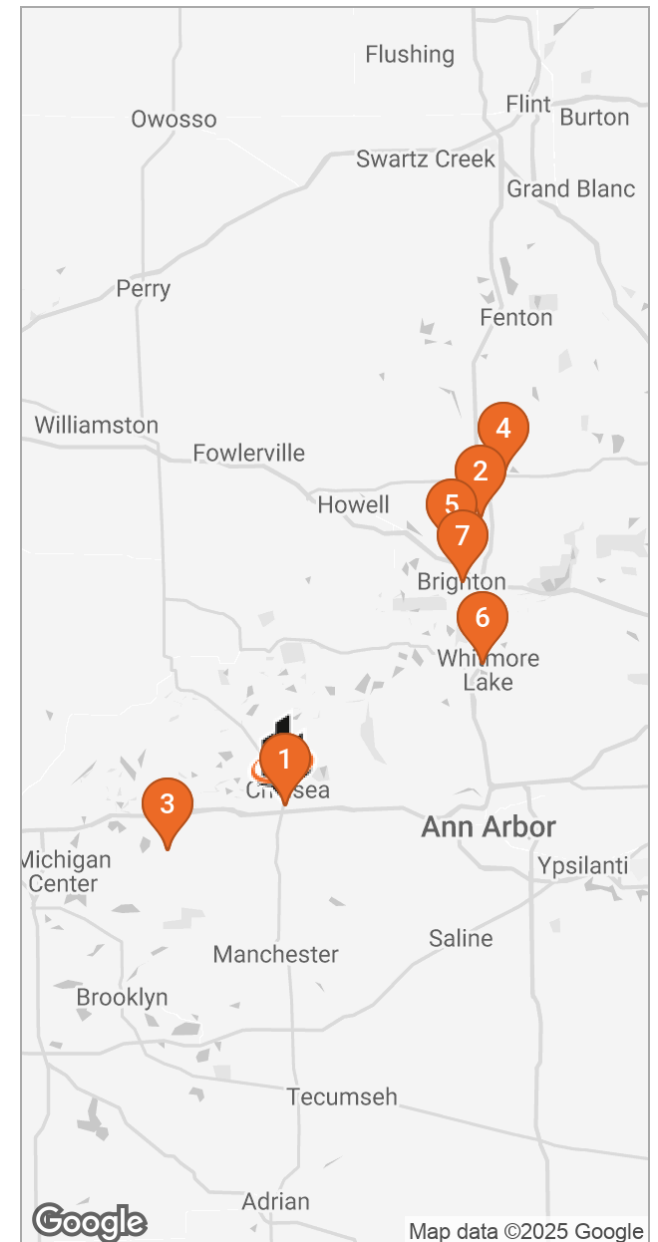 Flushing
Flint
Burton
Owosso
Swartz Creek
Grand Blanc
Perry
Fenton
Williamston
4
Fowlerville
2
Howell
5
7
Brighton
6
Whitmore
Lake
1
Chelsea
3
Ann Arbor
Michigan
Center
Ypsilanti
Saline
Manchester
Brooklyn
Tecumseh
Adrian
Google
Map data ©2025 Google